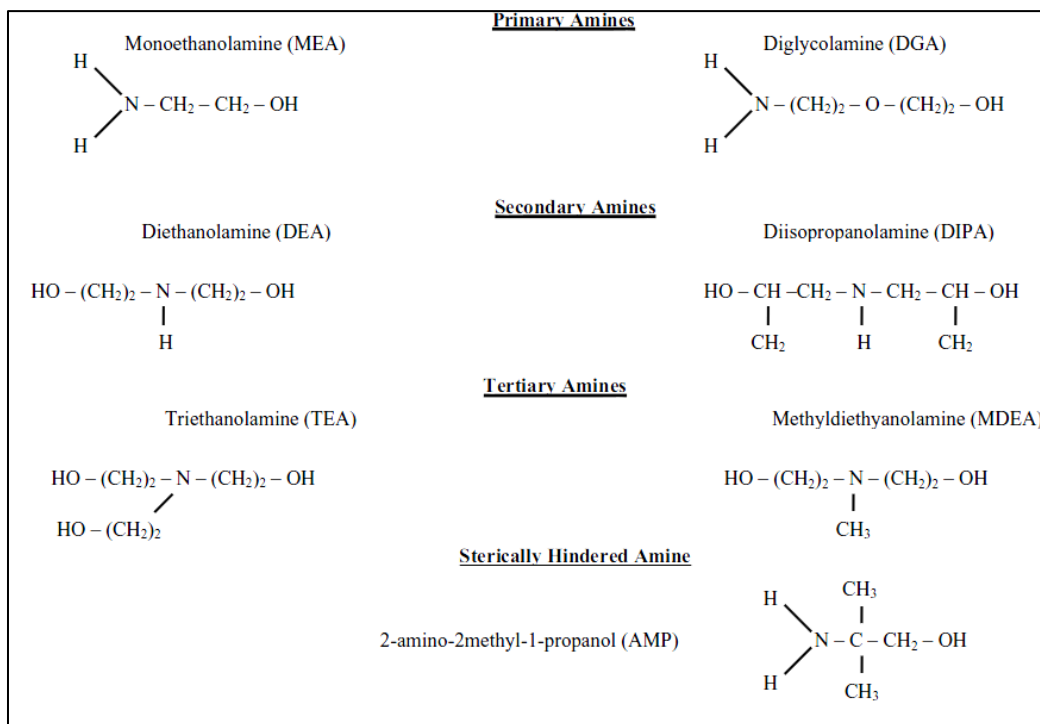 Primary Amines
Monoethanolamine (MEA)
Diglycolamine (DGA)
H
H
N – CH₂ – CH₂ – OH
N – (CH₂)₂ – O – (CH₂)₂ – OH
H
H
Secondary Amines
Diethanolamine (DEA)
Diisopropanolamine (DIPA)
HO – (CH₂)₂ – N – (CH₂)₂ – OH
HO – CH –CH₂ – N – CH₂ – CH – OH
H
CH₂ H CH₂
Tertiary Amines
Triethanolamine (TEA)
Methyldiethyanolamine (MDEA)
HO – (CH₂)₂ – N – (CH₂)₂ – OH
HO – (CH₂)₂ – N – (CH₂)₂ – OH
HO – (CH₂)₂
CH₃
Sterically Hindered Amine
CH₃
H
2-amino-2methyl-1-propanol (AMP)
N – C – CH₂ – OH
H
CH₃